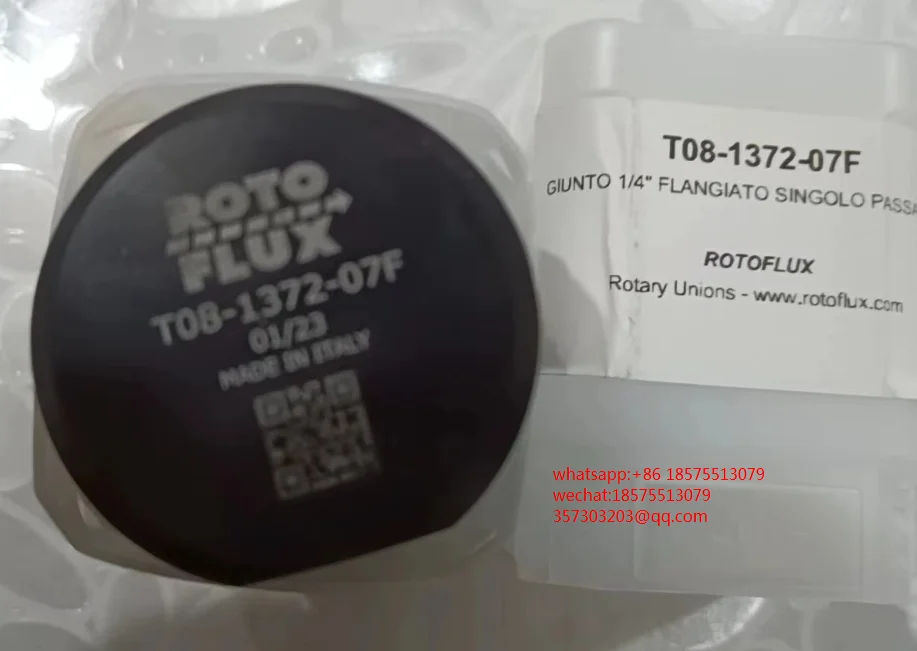 ROTO
FLUX
T08-1372-07F
01/23
MADE IN ITALY
T08-1372-07F
GIUNTO 1/4" FLANGIATO SINGOLO PASSA
ROTOFLUX
Rotary Unions - www.rotoflux.com
whatsapp:+86 18575513079
wechat:18575513079
357303203@qq.com